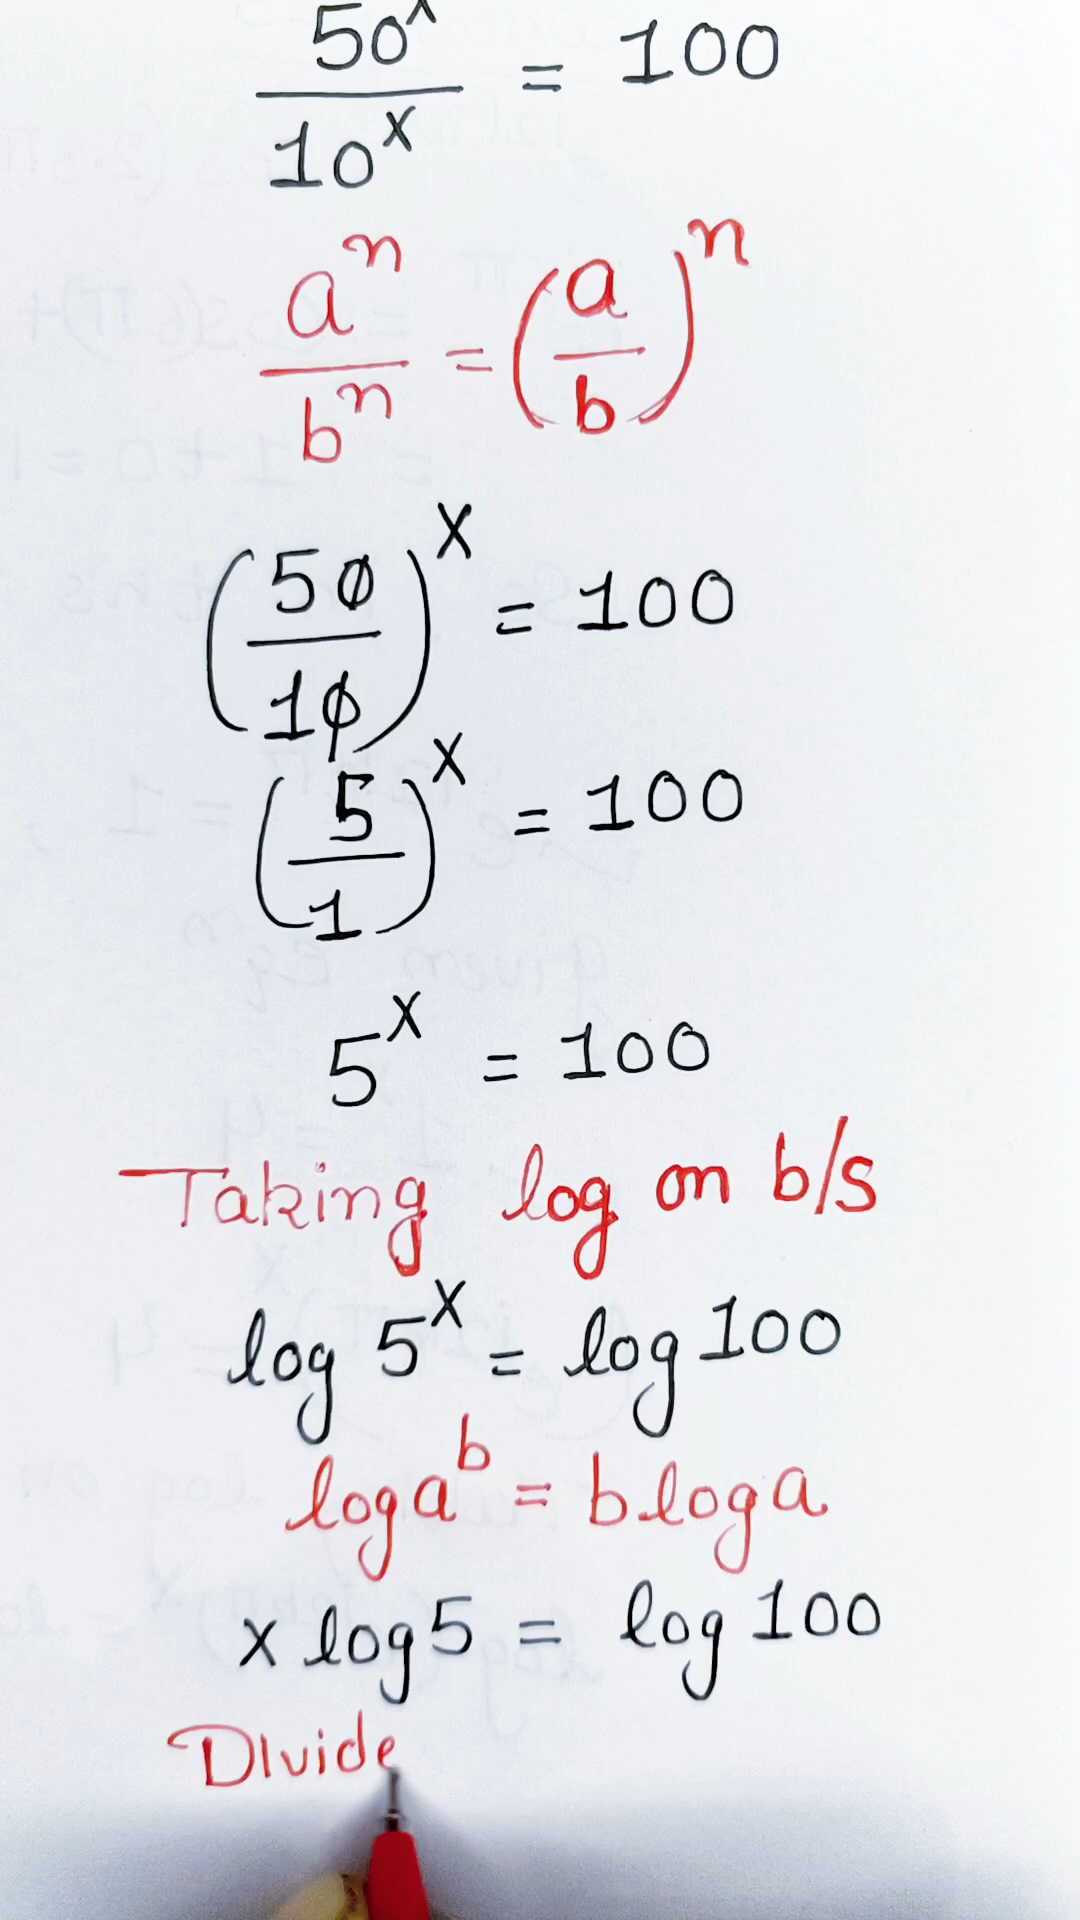 50^x / 10^x = 100
a^n / b^n = (a / b)^n
(50 / 10)^x = 100
(5 / 1)^x = 100
5^x = 100
Taking log on b/s
log 5^x = log 100
log a^b = b log a
x log 5 = log 100
Divide